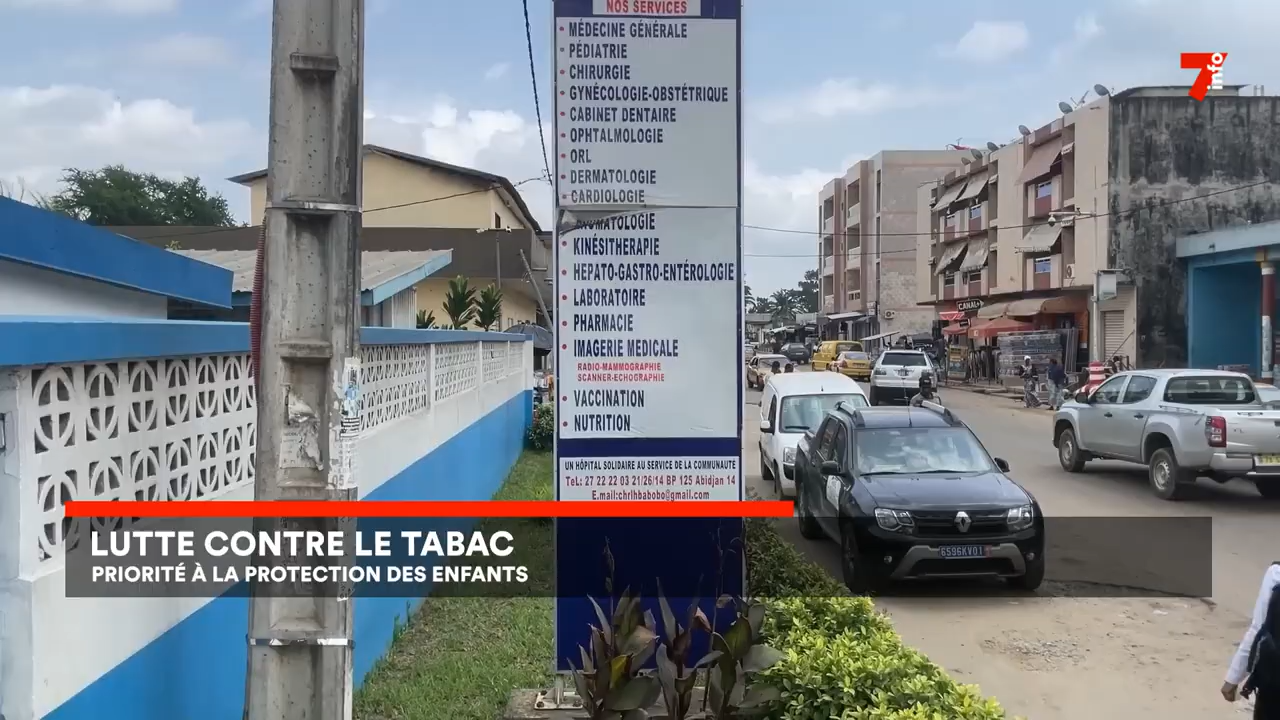 NOS SERVICES
• MÉDECINE GÉNÉRALE
• PÉDIATRIE
• CHIRURGIE
• GYNÉCOLOGIE-OBSTÉTRIQUE
• CABINET DENTAIRE
• OPHTALMOLOGIE
• ORL
• DERMATOLOGIE
• CARDIOLOGIE
• KINÉSITHERAPIE
• HEPATO-GASTRO-ENTÉROLOGIE
• LABORATOIRE
• PHARMACIE
• IMAGERIE MEDICALE
RADIO-MAMMOGRAPHIE
SCANNER-ECHOGRAPHIE
• VACCINATION
• NUTRITION
UN HÔPITAL SOLIDAIRE AU SERVICE DE LA COMMUNAUTE
TeL: 27 22 22 03 21/26/14 BP 125 Abidjan 14
E.mail:chrlhbabobo@gmail.com
7info
CANAL+
6596KV01
LUTTE CONTRE LE TABAC
PRIORITÉ À LA PROTECTION DES ENFANTS